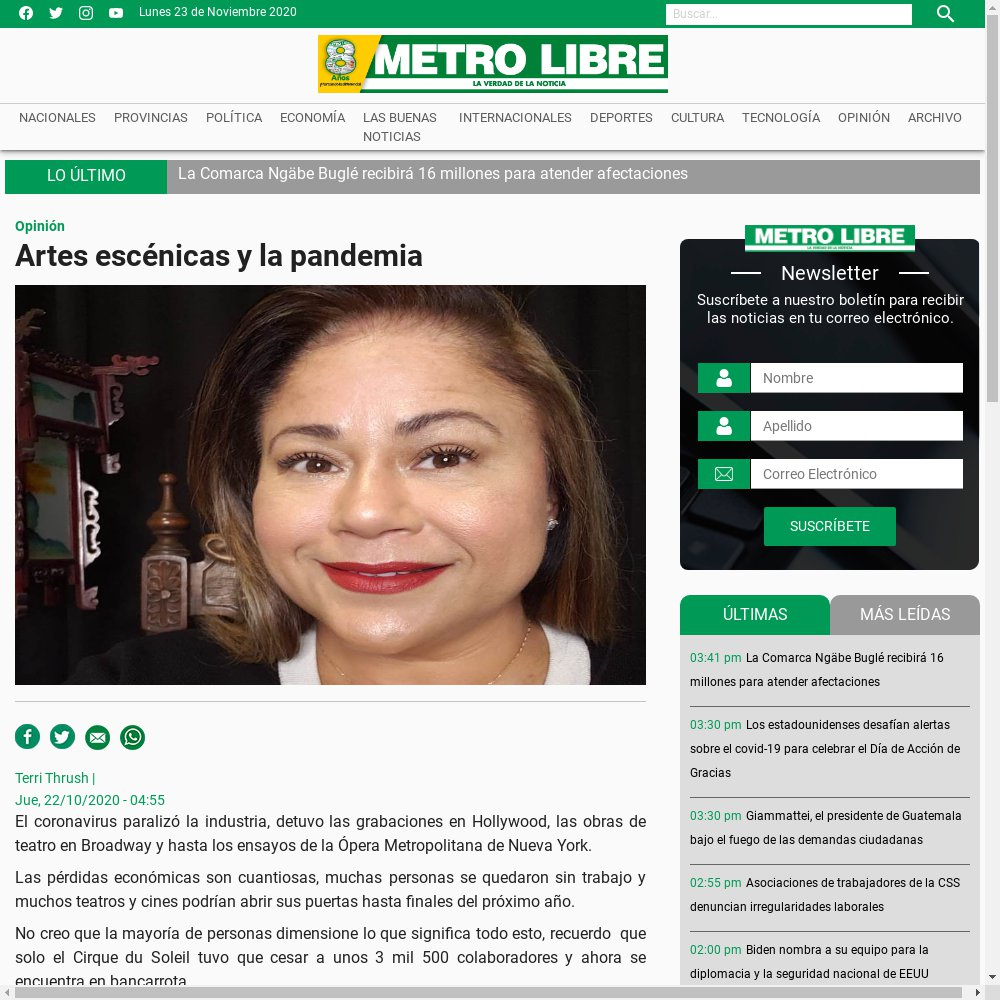 Lunes 23 de Noviembre 2020
Buscar...
8
Años
METRO LIBRE
LA VERDAD DE LA NOTICIA
NACIONALES PROVINCIAS POLÍTICA ECONOMÍA LAS BUENAS NOTICIAS INTERNACIONALES DEPORTES CULTURA TECNOLOGÍA OPINIÓN ARCHIVO
LO ÚLTIMO La Comarca Ngäbe Buglé recibirá 16 millones para atender afectaciones
Opinión
Artes escénicas y la pandemia
Terri Thrush |
Jue, 22/10/2020 - 04:55
El coronavirus paralizó la industria, detuvo las grabaciones en Hollywood, las obras de
teatro en Broadway y hasta los ensayos de la Ópera Metropolitana de Nueva York.
Las pérdidas económicas son cuantiosas, muchas personas se quedaron sin trabajo y
muchos teatros y cines podrían abrir sus puertas hasta finales del próximo año.
No creo que la mayoría de personas dimensione lo que significa todo esto, recuerdo que
solo el Cirque du Soleil tuvo que cesar a unos 3 mil 500 colaboradores y ahora se
encuentra en bancarrota
METRO LIBRE
LA VERDAD DE LA NOTICIA
Newsletter
Suscríbete a nuestro boletín para recibir
las noticias en tu correo electrónico.
Nombre
Apellido
Correo Electrónico
SUSCRÍBETE
ÚLTIMAS MÁS LEÍDAS
03:41 pm La Comarca Ngäbe Buglé recibirá 16
millones para atender afectaciones
03:30 pm Los estadounidenses desafían alertas
sobre el covid-19 para celebrar el Día de Acción de
Gracias
03:30 pm Giammattei, el presidente de Guatemala
bajo el fuego de las demandas ciudadanas
02:55 pm Asociaciones de trabajadores de la CSS
denuncian irregularidades laborales
02:00 pm Biden nombra a su equipo para la
diplomacia y la seguridad nacional de EEUU